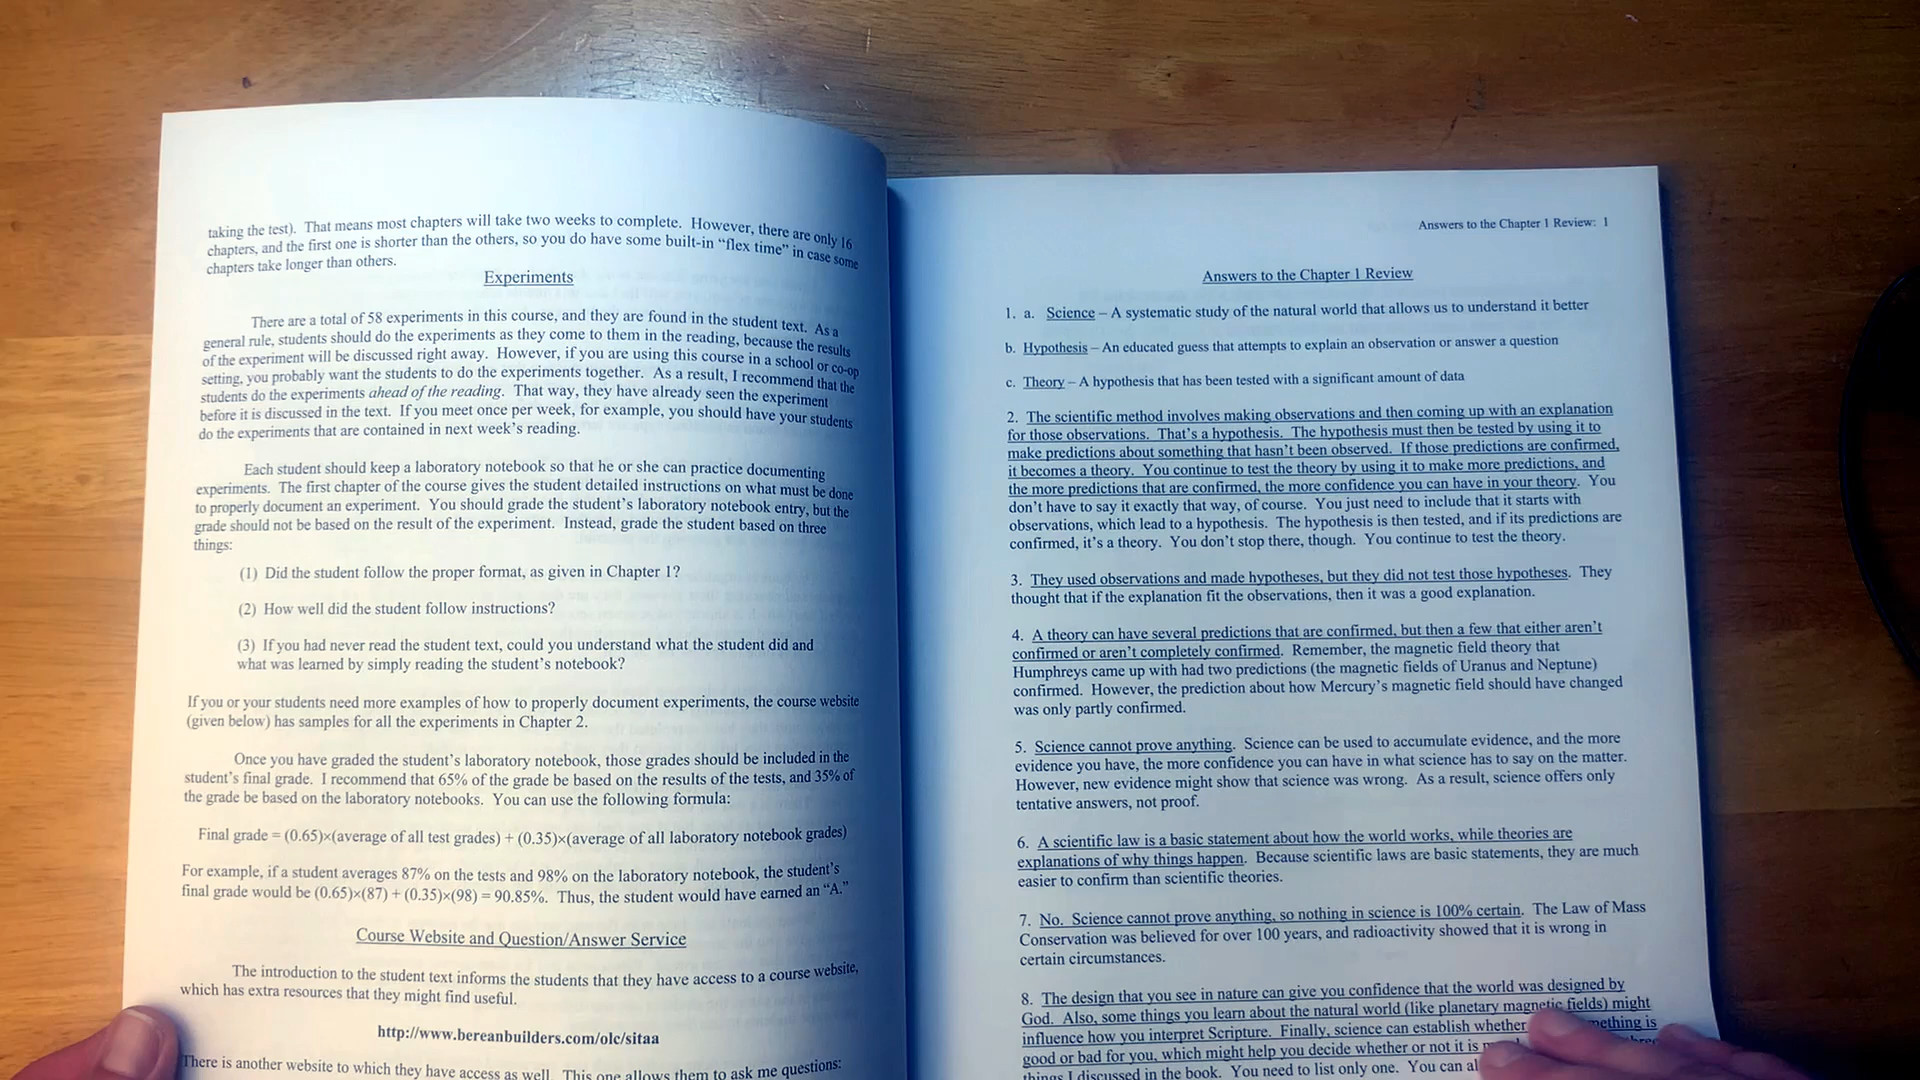 taking the test). That means most chapters will take two weeks to complete. However, there are only 16
chapters, and the first one is shorter than the others, so you do have some built-in “flex time” in case some
chapters take longer than others.
Experiments
There are a total of 58 experiments in this course, and they are found in the student text. As a
general rule, students should do the experiments as they come to them in the reading, because the results
of the experiment will be discussed right away. However, if you are using this course in a school or co-op
setting, you probably want the students to do the experiments together. As a result, I recommend that the
students do the experiments ahead of the reading. That way, they have already seen the experiment
before it is discussed in the text. If you meet once per week, for example, you should have your students
do the experiments that are contained in next week’s reading.
Each student should keep a laboratory notebook so that he or she can practice documenting
experiments. The first chapter of the course gives the student detailed instructions on what must be done
to properly document an experiment. You should grade the student’s laboratory notebook entry, but the
grade should not be based on the result of the experiment. Instead, grade the student based on three
things:
(1) Did the student follow the proper format, as given in Chapter 1?
(2) How well did the student follow instructions?
(3) If you had never read the student text, could you understand what the student did and
what was learned by simply reading the student’s notebook?
If you or your students need more examples of how to properly document experiments, the course website
(given below) has samples for all the experiments in Chapter 2.
Once you have graded the student’s laboratory notebook, those grades should be included in the
student’s final grade. I recommend that 65% of the grade be based on the results of the tests, and 35% of
the grade be based on the laboratory notebooks. You can use the following formula:
Final grade = (0.65)×(average of all test grades) + (0.35)×(average of all laboratory notebook grades)
For example, if a student averages 87% on the tests and 98% on the laboratory notebook, the student’s
final grade would be (0.65)×(87) + (0.35)×(98) = 90.85%. Thus, the student would have earned an “A.”
Course Website and Question/Answer Service
The introduction to the student text informs the students that they have access to a course website,
which has extra resources that they might find useful.
http://www.bereanbuilders.com/olc/sitaa
There is another website to which they have access as well. This one allows them to ask me questions:
Answers to the Chapter 1 Review: 1
Answers to the Chapter 1 Review
1. a. Science – A systematic study of the natural world that allows us to understand it better
b. Hypothesis – An educated guess that attempts to explain an observation or answer a question
c. Theory – A hypothesis that has been tested with a significant amount of data
2. The scientific method involves making observations and then coming up with an explanation
for those observations. That’s a hypothesis. The hypothesis must then be tested by using it to
make predictions about something that hasn’t been observed. If those predictions are confirmed,
it becomes a theory. You continue to test the theory by using it to make more predictions, and
the more predictions that are confirmed, the more confidence you can have in your theory. You
don’t have to say it exactly that way, of course. You just need to include that it starts with
observations, which lead to a hypothesis. The hypothesis is then tested, and if its predictions are
confirmed, it’s a theory. You don’t stop there, though. You continue to test the theory.
3. They used observations and made hypotheses, but they did not test those hypotheses. They
thought that if the explanation fit the observations, then it was a good explanation.
4. A theory can have several predictions that are confirmed, but then a few that either aren’t
confirmed or aren’t completely confirmed. Remember, the magnetic field theory that
Humphreys came up with had two predictions (the magnetic fields of Uranus and Neptune)
confirmed. However, the prediction about how Mercury’s magnetic field should have changed
was only partly confirmed.
5. Science cannot prove anything. Science can be used to accumulate evidence, and the more
evidence you have, the more confidence you can have in what science has to say on the matter.
However, new evidence might show that science was wrong. As a result, science offers only
tentative answers, not proof.
6. A scientific law is a basic statement about how the world works, while theories are
explanations of why things happen. Because scientific laws are basic statements, they are much
easier to confirm than scientific theories.
7. No. Science cannot prove anything, so nothing in science is 100% certain. The Law of Mass
Conservation was believed for over 100 years, and radioactivity showed that it is wrong in
certain circumstances.
8. The design that you see in nature can give you confidence that the world was designed by
God. Also, some things you learn about the natural world (like planetary magnetic fields) might
influence how you interpret Scripture. Finally, science can establish whether is
good or bad for you, which might help you decide whether or not it is
things I discussed in the book. You need to list only one. You can